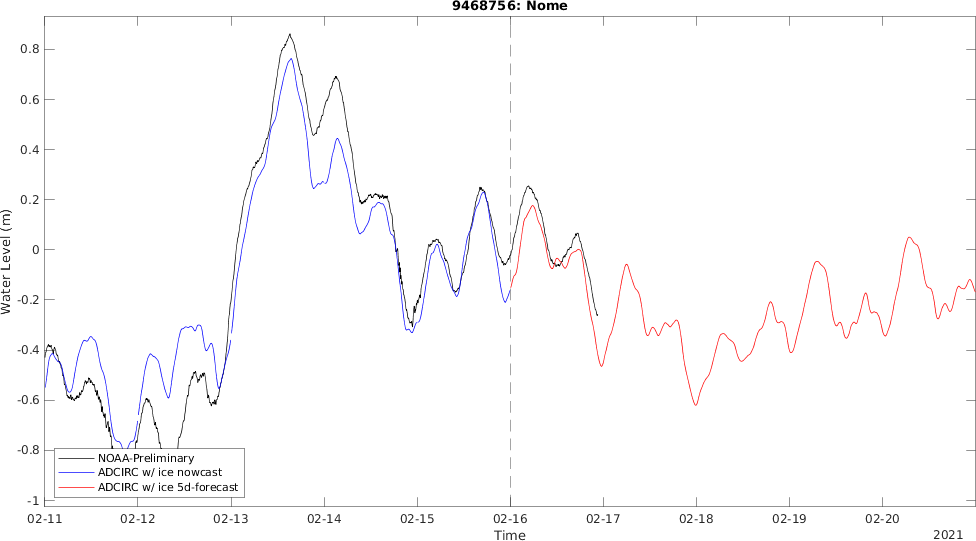 9468756: Nome
Water Level (m)
0.8
0.6
0.4
0.2
0
-0.2
-0.4
-0.6
-0.8
-1
NOAA-Preliminary
ADCIRC w/ ice nowcast
ADCIRC w/ ice 5d-forecast
02-11 02-12 02-13 02-14 02-15 02-16 02-17 02-18 02-19 02-20
Time
2021